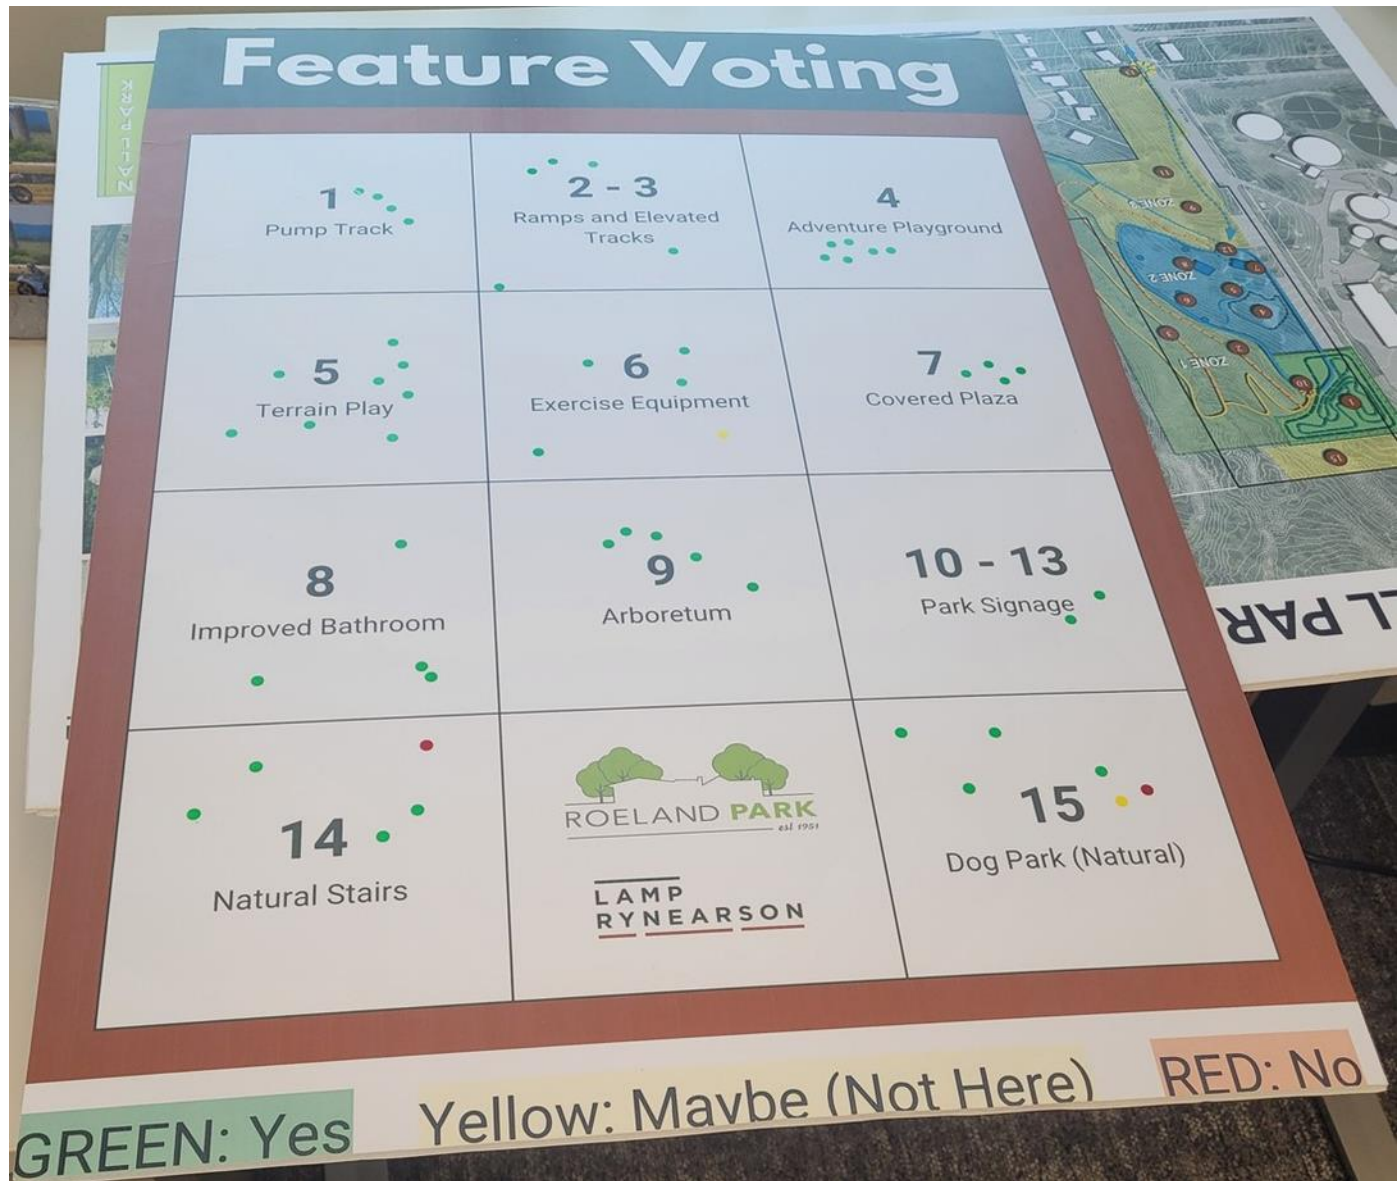 Feature Voting
1
Pump Track
2 - 3
Ramps and Elevated
Tracks
4
Adventure Playground
5
Terrain Play
6
Exercise Equipment
7
Covered Plaza
8
Improved Bathroom
9
Arboretum
10 - 13
Park Signage
14
Natural Stairs
ROELAND PARK
est 1951
LAMP
RYNEARSON
15
Dog Park (Natural)
GREEN: Yes
Yellow: Maybe (Not Here)
RED: No
ZONE 3
ZONE 2
ZONE 1
LL PAR